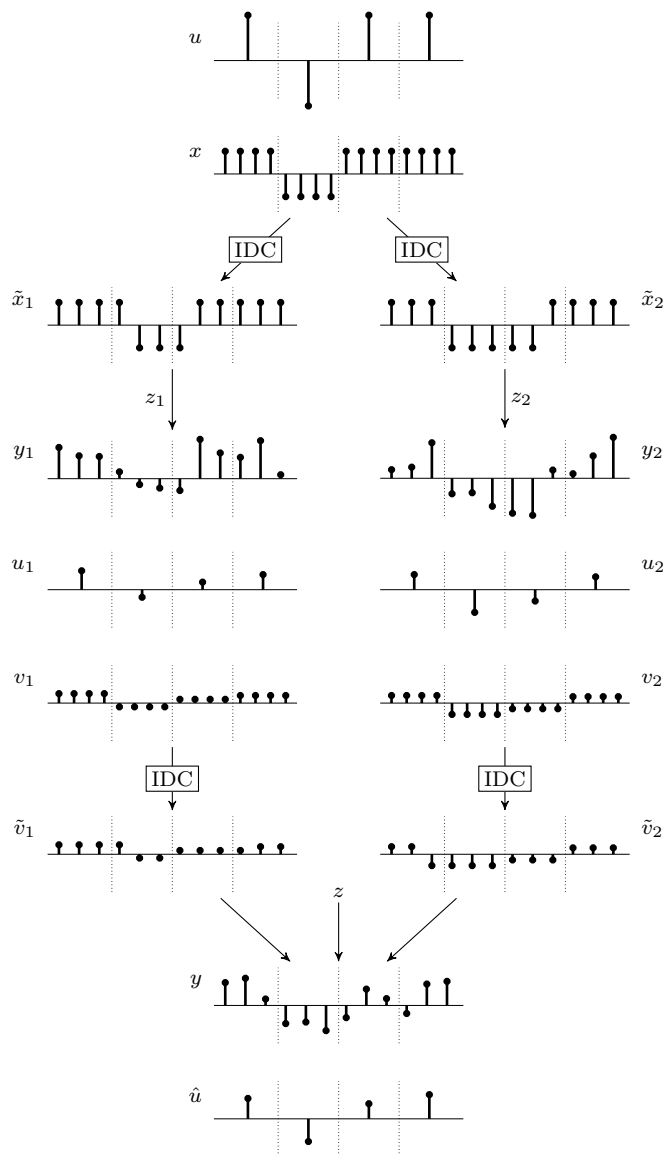 u
x
IDC IDC
x̃₁ x̃₂
z₁ z₂
y₁ y₂
u₁ u₂
v₁ v₂
IDC IDC
ṽ₁ ṽ₂
z
y
û